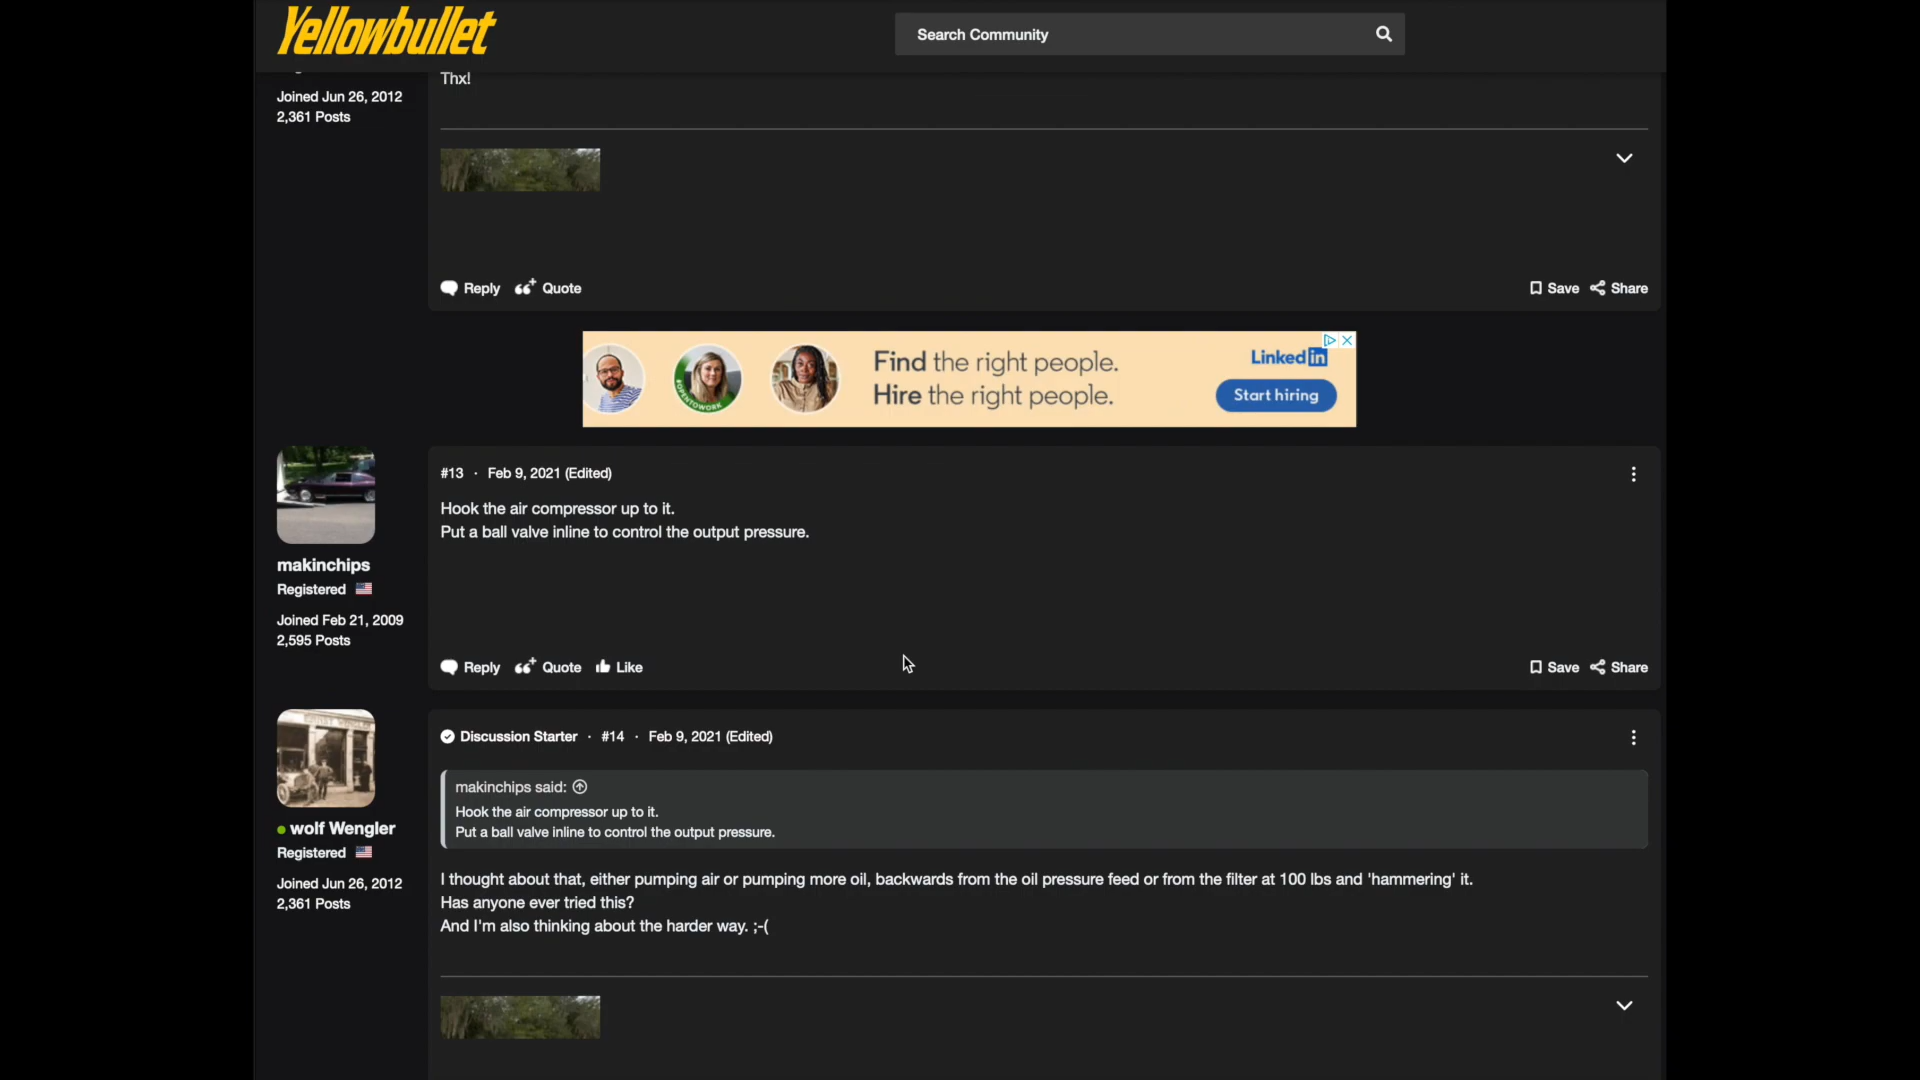 Yellowbullet
Search Community
Thx!
Joined Jun 26, 2012
2,361 Posts
Reply Quote
Save Share
Find the right people.
Hire the right people.
#OPENTOWORK
LinkedIn
Start hiring
#13 · Feb 9, 2021 (Edited)
Hook the air compressor up to it.
Put a ball valve inline to control the output pressure.
makinchips
Registered
Joined Feb 21, 2009
2,595 Posts
Reply Quote Like
Save Share
Discussion Starter · #14 · Feb 9, 2021 (Edited)
makinchips said:
Hook the air compressor up to it.
Put a ball valve inline to control the output pressure.
wolf Wengler
Registered
Joined Jun 26, 2012
2,361 Posts
I thought about that, either pumping air or pumping more oil, backwards from the oil pressure feed or from the filter at 100 lbs and 'hammering' it.
Has anyone ever tried this?
And I'm also thinking about the harder way. ;-(